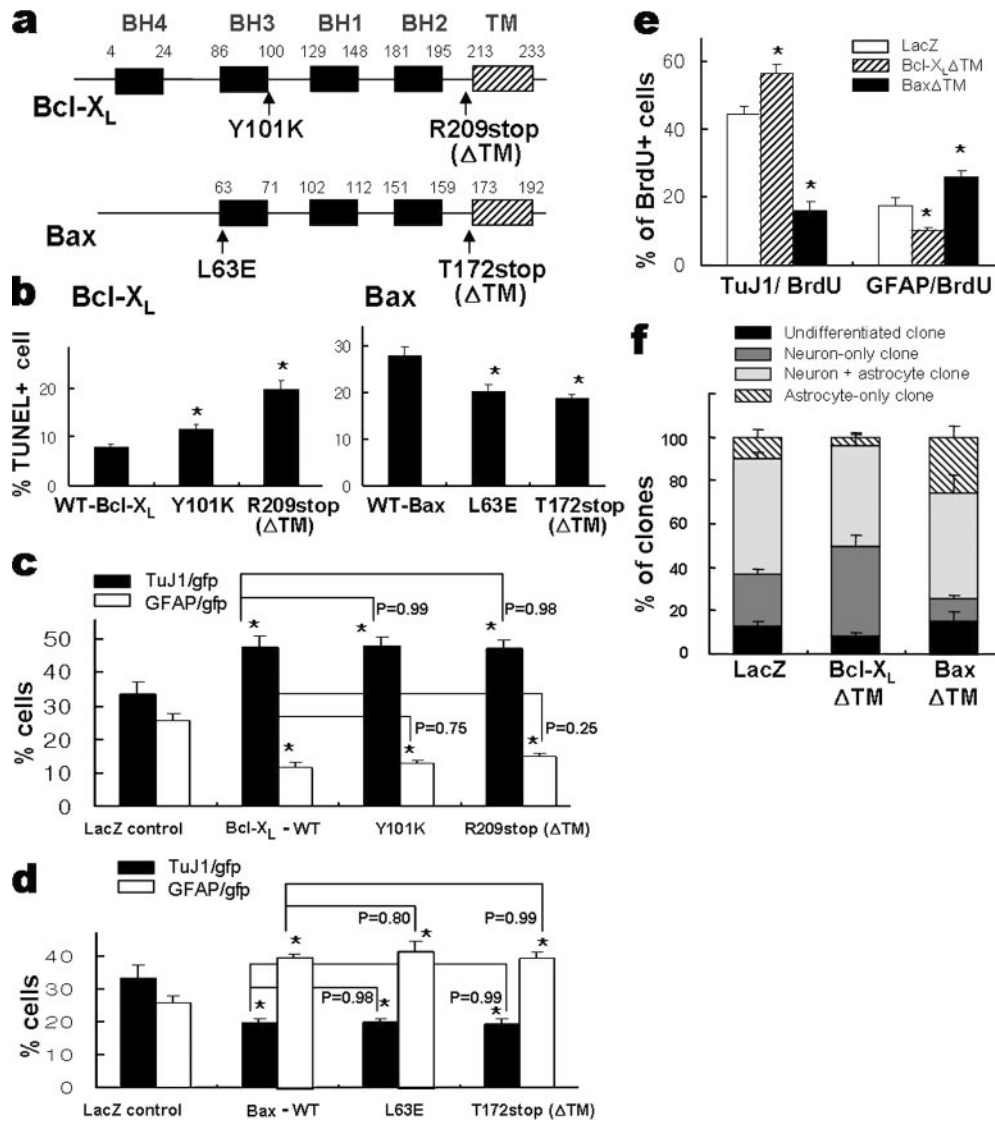 a
BH4 BH3 BH1 BH2 TM
4 24 86 100 129 148 181 195 213 233
Bcl-XL
Y101K
R209stop
(ΔTM)
63 71 102 112 151 159 173 192
Bax
L63E
T172stop
(ΔTM)
b
Bcl-XL
% TUNEL+ cell
20
10
0
WT-Bcl-XL Y101K R209stop
(ΔTM)
*
*
Bax
30
20
10
0
WT-Bax L63E T172stop
(ΔTM)
*
*
c
TuJ1/gfp
GFAP/gfp
P=0.99
P=0.98
P=0.75
P=0.25
* * *
* * *
% cells
50
40
30
20
10
0
LacZ control Bcl-XL - WT Y101K R209stop (ΔTM)
d
TuJ1/gfp
GFAP/gfp
P=0.80
P=0.99
P=0.98
P=0.99
* * *
* * *
% cells
40
30
20
10
0
LacZ control Bax - WT L63E T172stop (ΔTM)
e
LacZ
Bcl-XLΔTM
BaxΔTM
% of BrdU+ cells
60
40
20
0
* *
* *
TuJ1/ BrdU GFAP/BrdU
f
Undifferentiated clone
Neuron-only clone
Neuron + astrocyte clone
Astrocyte-only clone
% of clones
100
80
60
40
20
0
LacZ Bcl-XL Bax
ΔTM ΔTM